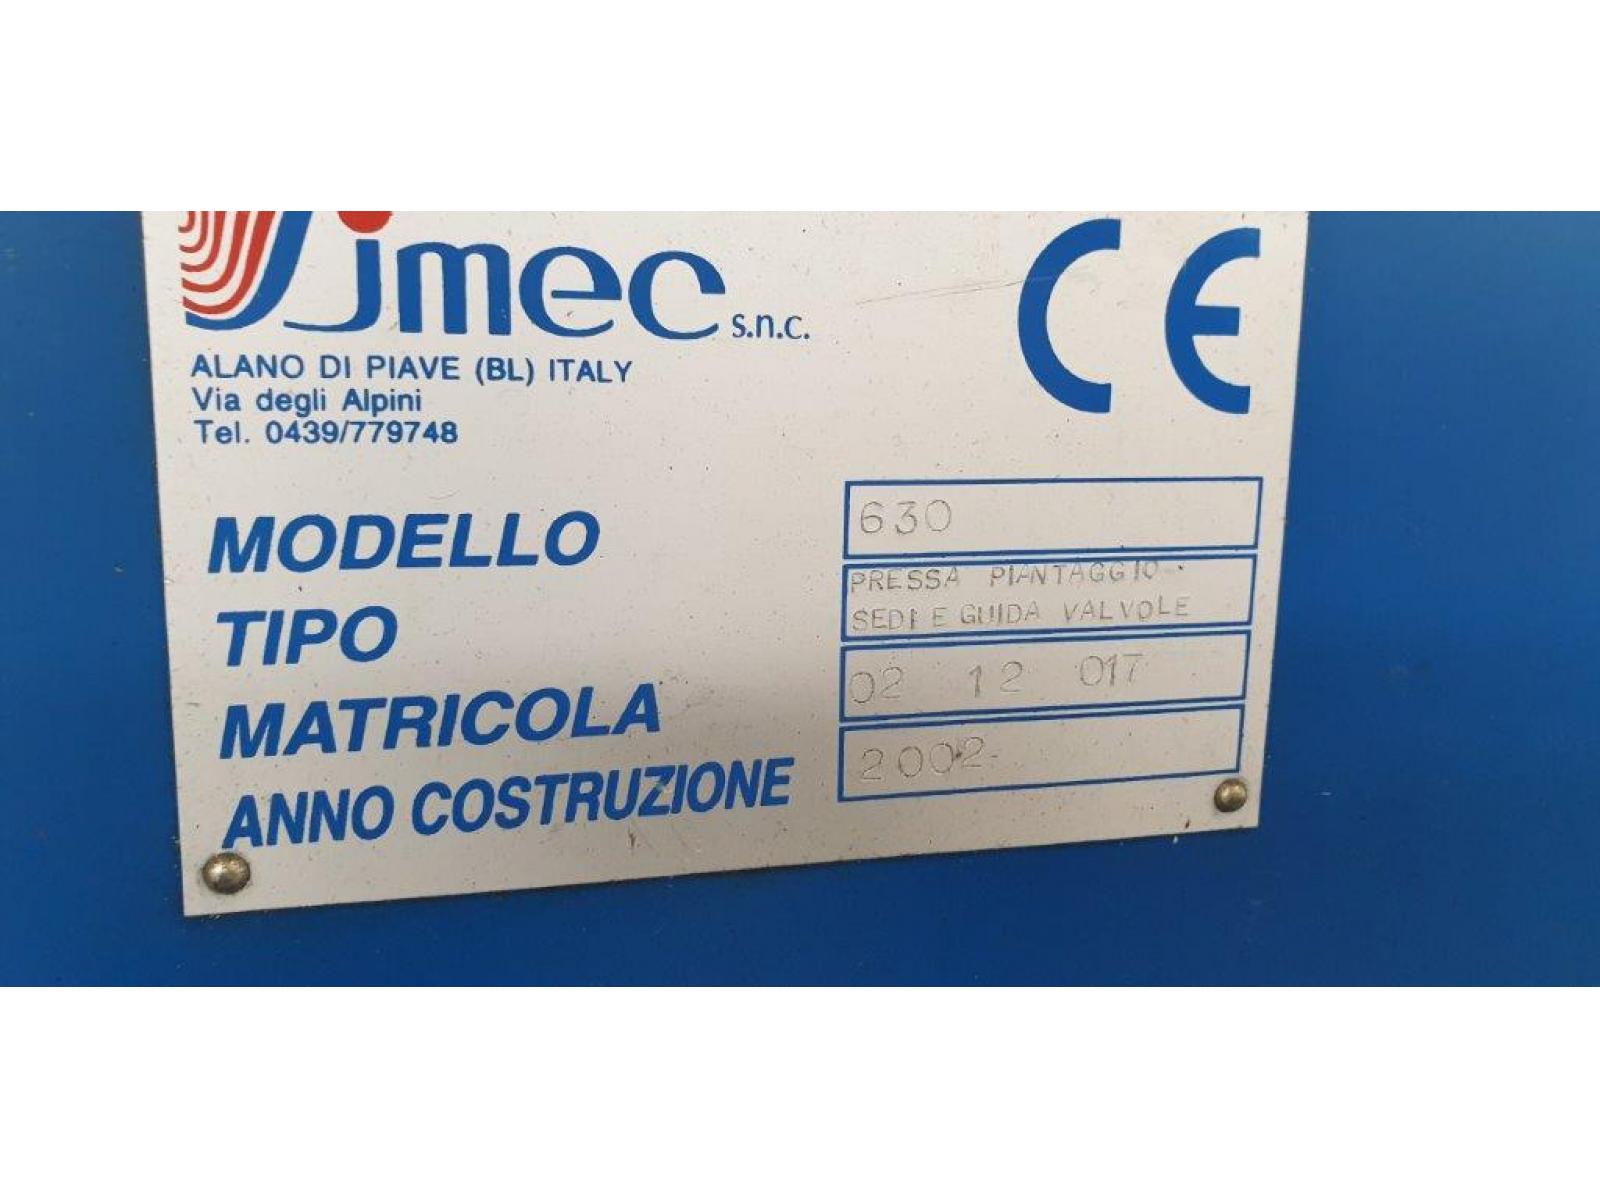 Simec s.n.c.
CE
ALANO DI PIAVE (BL) ITALY
Via degli Alpini
Tel. 0439/779748
MODELLO 630
TIPO PRESSA PIANTAGGIO
SEDI E GUIDA VALVOLE
MATRICOLA 02 12 017
ANNO COSTRUZIONE 2002